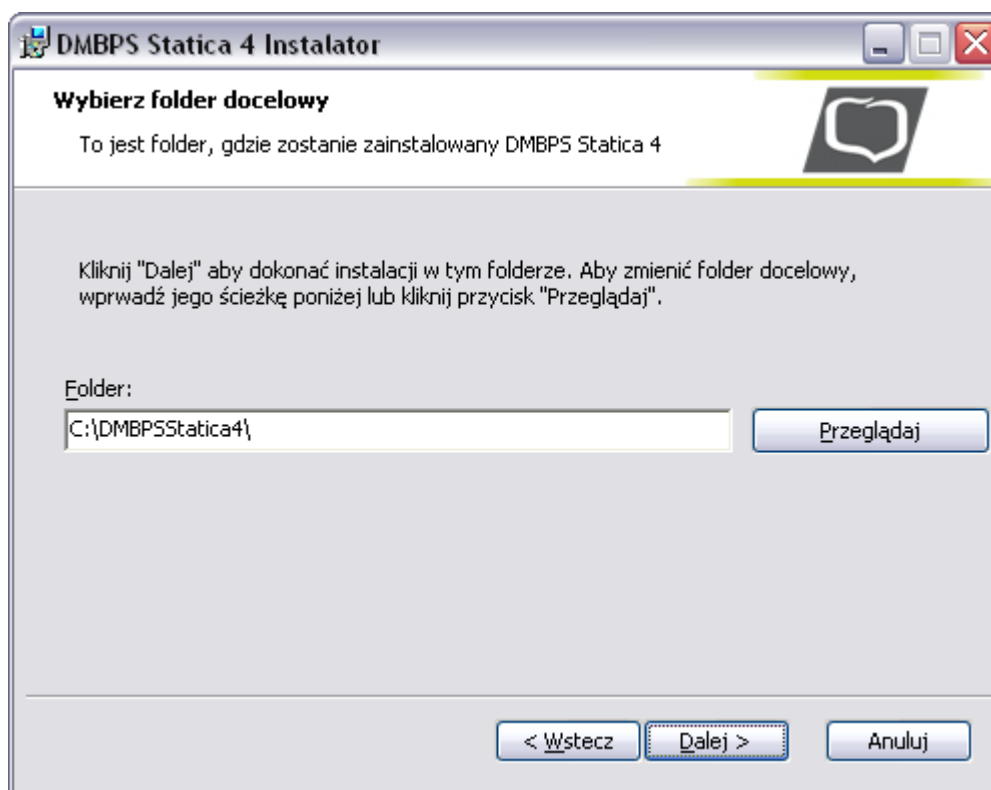 DMBPS Statica 4 Instalator
Wybierz folder docelowy
To jest folder, gdzie zostanie zainstalowany DMBPS Statica 4
Kliknij "Dalej" aby dokonać instalacji w tym folderze. Aby zmienić folder docelowy,
wprwadź jego ścieżkę poniżej lub kliknij przycisk "Przeglądaj".
Folder:
C:\DMBPSStatica4\
Przeglądaj
< Wstecz
Dalej >
Anuluj